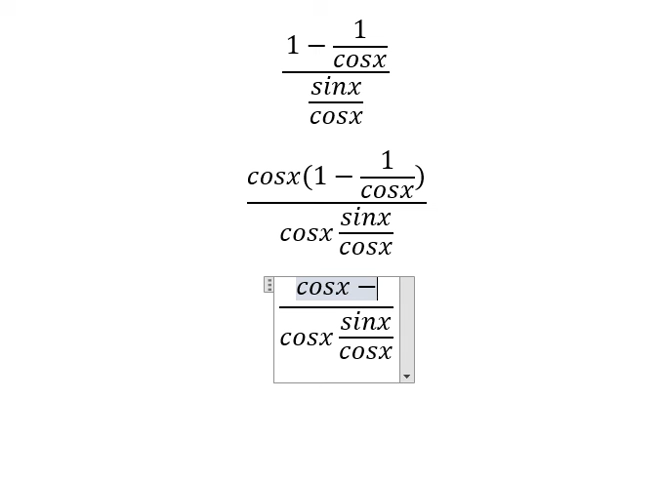 1 − 1/cosx
sinx/cosx
cosx(1 − 1/cosx)
cosx sinx/cosx
cosx −
cosx sinx/cosx